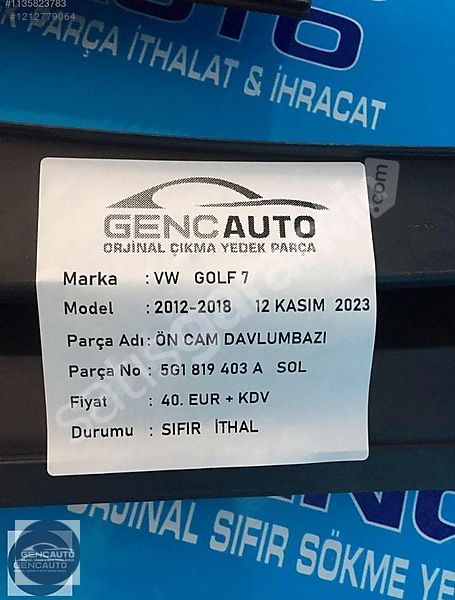 #1135823783
#1212779064
K PARÇA İTHALAT & İHRACAT
GENCAUTO
ORJİNAL ÇIKMA YEDEK PARÇA
Marka : VW GOLF 7
Model : 2012-2018 12 KASIM 2023
Parça Adı : ÖN CAM DAVLUMBAZI
Parça No : 5G1 819 403 A SOL
Fiyat : 40. EUR + KDV
Durumu : SIFIR İTHAL
ORJİNAL SIFIR SÖKME YE
GENCAUTO
GENCAUTO